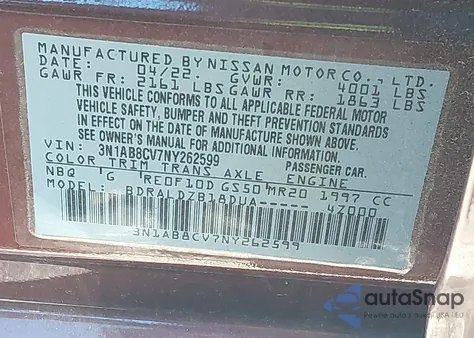 MANUFACTURED BY NISSAN MOTOR CO., LTD.
DATE: 04/22. GVWR: 4001 LBS
GAWR FR: 2161 LBS GAWR RR: 1863 LBS
THIS VEHICLE CONFORMS TO ALL APPLICABLE FEDERAL MOTOR
VEHICLE SAFETY, BUMPER AND THEFT PREVENTION STANDARDS
IN EFFECT ON THE DATE OF MANUFACTURE SHOWN ABOVE.
SEE OWNER'S MANUAL FOR ADDITIONAL INFORMATION.
VIN: 3N1AB8CV7NY262599 PASSENGER CAR.
COLOR TRIM TRANS AXLE ENGINE
NBQ G RE0F10D GS50 MR20 1997 CC
MODEL: BDRALDZB18DUA----- 42000
3N1AB8CV7NY262599
autoSnap